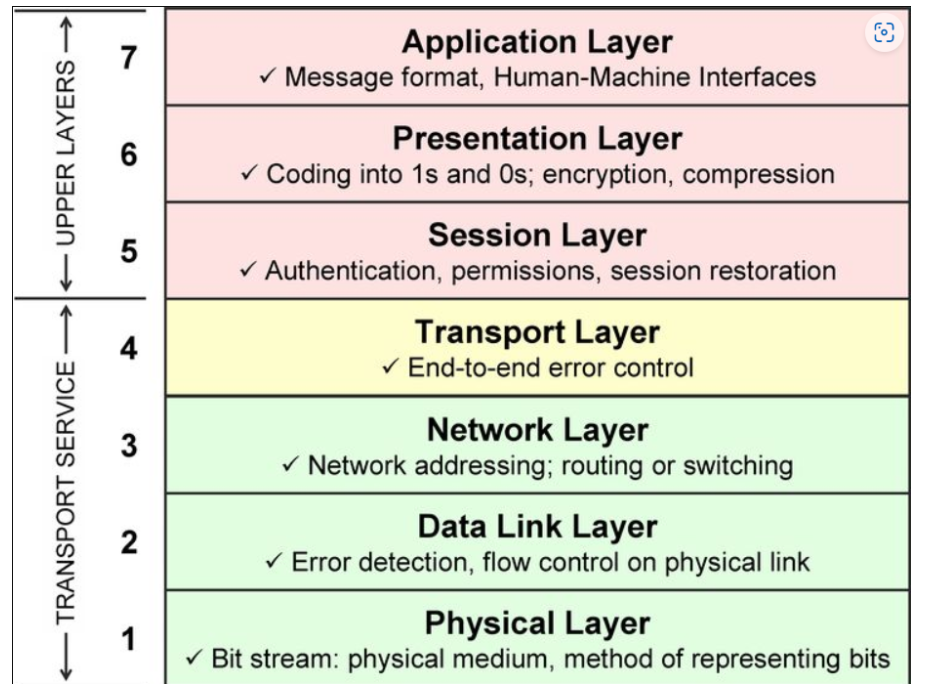 UPPER LAYERS
7
Application Layer
✓ Message format, Human-Machine Interfaces
6
Presentation Layer
✓ Coding into 1s and 0s; encryption, compression
5
Session Layer
✓ Authentication, permissions, session restoration
TRANSPORT SERVICE
4
Transport Layer
✓ End-to-end error control
3
Network Layer
✓ Network addressing; routing or switching
2
Data Link Layer
✓ Error detection, flow control on physical link
1
Physical Layer
✓ Bit stream: physical medium, method of representing bits